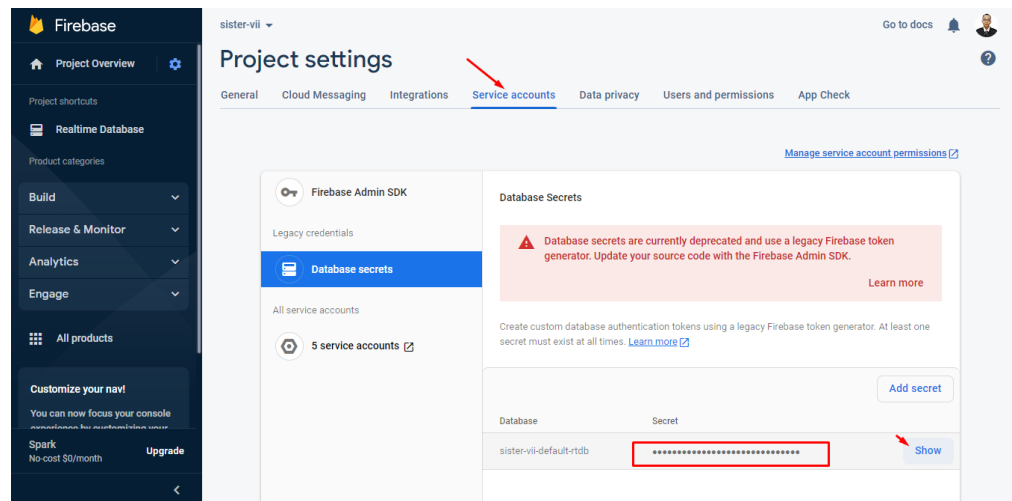 Firebase
Project Overview
Project shortcuts
Realtime Database
Product categories
Build
Release & Monitor
Analytics
Engage
All products
Customize your nav!
You can now focus your console
experience by customizing your
Spark
No-cost $0/month
Upgrade
sister-vii
Go to docs
Project settings
General Cloud Messaging Integrations Service accounts Data privacy Users and permissions App Check
Manage service account permissions
Firebase Admin SDK
Legacy credentials
Database secrets
All service accounts
5 service accounts
Database Secrets
Database secrets are currently deprecated and use a legacy Firebase token
generator. Update your source code with the Firebase Admin SDK.
Learn more
Create custom database authentication tokens using a legacy Firebase token generator. At least one
secret must exist at all times. Learn more
Add secret
Database Secret
sister-vii-default-rtdb •••••••••••••••••••••••••••••• Show